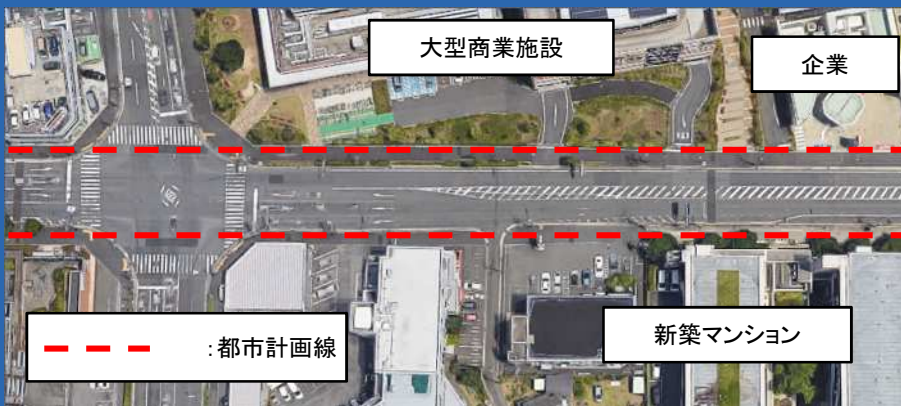 大型商業施設
企業
新築マンション
:都市計画線